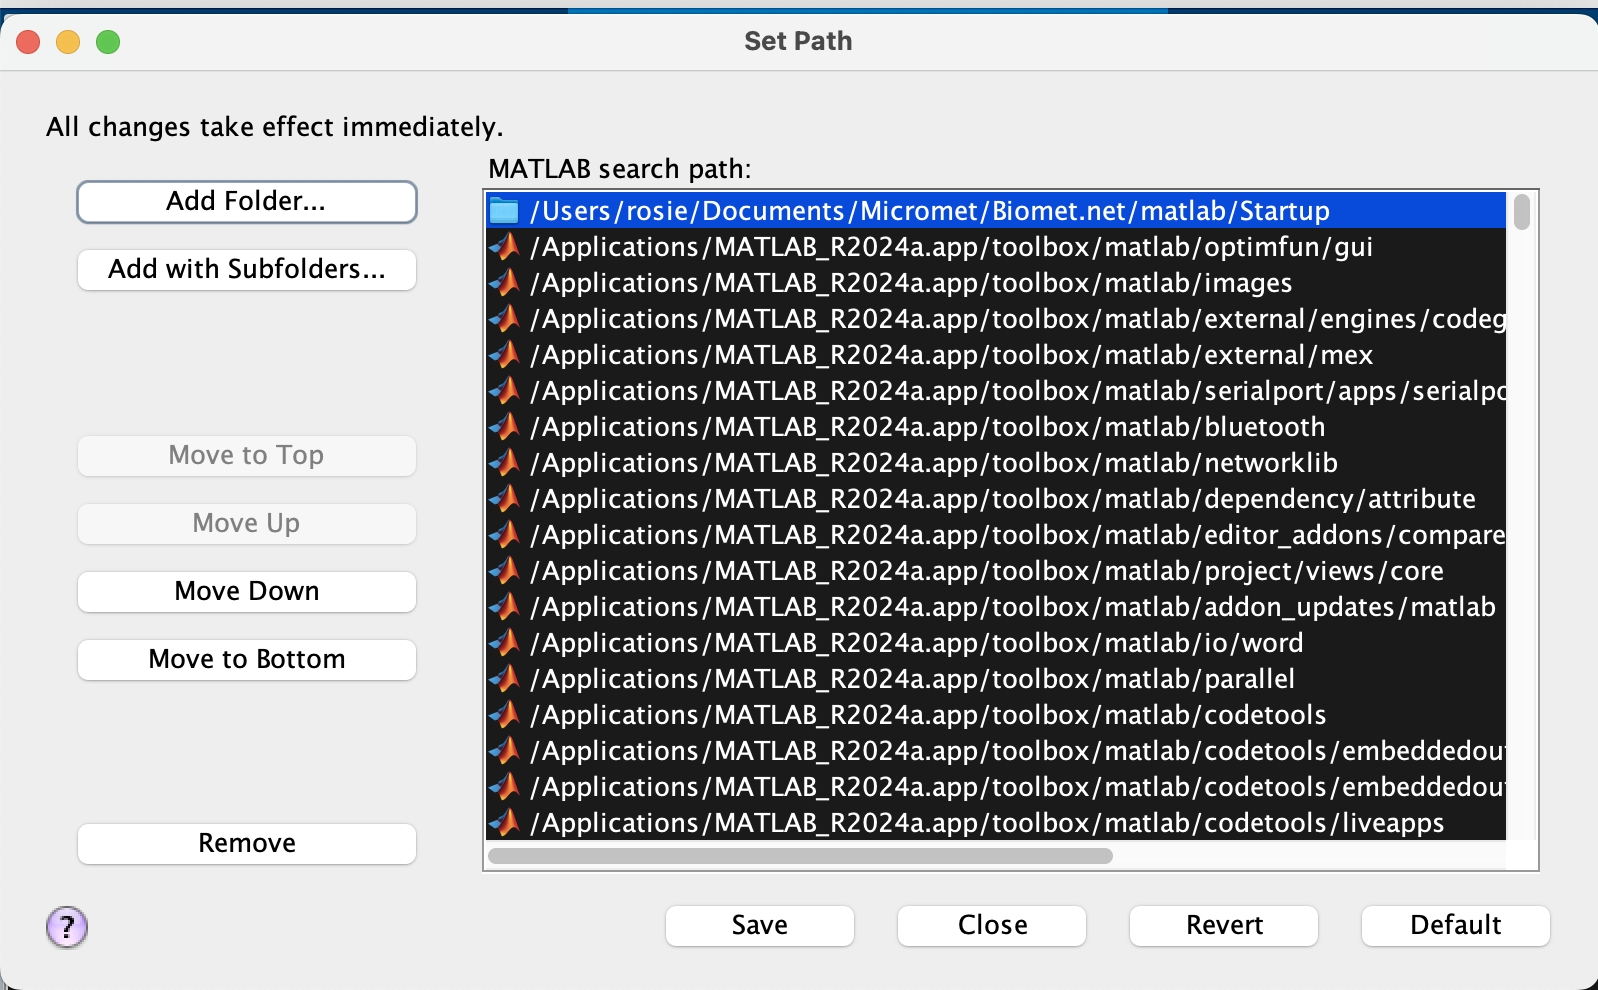 Set Path
All changes take effect immediately.
MATLAB search path:
Add Folder...
Add with Subfolders...
Move to Top
Move Up
Move Down
Move to Bottom
Remove
/Users/rosie/Documents/Micromet/Biomet.net/matlab/Startup
/Applications/MATLAB_R2024a.app/toolbox/matlab/optimfun/gui
/Applications/MATLAB_R2024a.app/toolbox/matlab/images
/Applications/MATLAB_R2024a.app/toolbox/matlab/external/engines/codeg
/Applications/MATLAB_R2024a.app/toolbox/matlab/external/mex
/Applications/MATLAB_R2024a.app/toolbox/matlab/serialport/apps/serialpo
/Applications/MATLAB_R2024a.app/toolbox/matlab/bluetooth
/Applications/MATLAB_R2024a.app/toolbox/matlab/networklib
/Applications/MATLAB_R2024a.app/toolbox/matlab/dependency/attribute
/Applications/MATLAB_R2024a.app/toolbox/matlab/editor_addons/compare
/Applications/MATLAB_R2024a.app/toolbox/matlab/project/views/core
/Applications/MATLAB_R2024a.app/toolbox/matlab/addon_updates/matlab
/Applications/MATLAB_R2024a.app/toolbox/matlab/io/word
/Applications/MATLAB_R2024a.app/toolbox/matlab/parallel
/Applications/MATLAB_R2024a.app/toolbox/matlab/codetools
/Applications/MATLAB_R2024a.app/toolbox/matlab/codetools/embeddedout
/Applications/MATLAB_R2024a.app/toolbox/matlab/codetools/embeddedout
/Applications/MATLAB_R2024a.app/toolbox/matlab/codetools/liveapps
?
Save
Close
Revert
Default